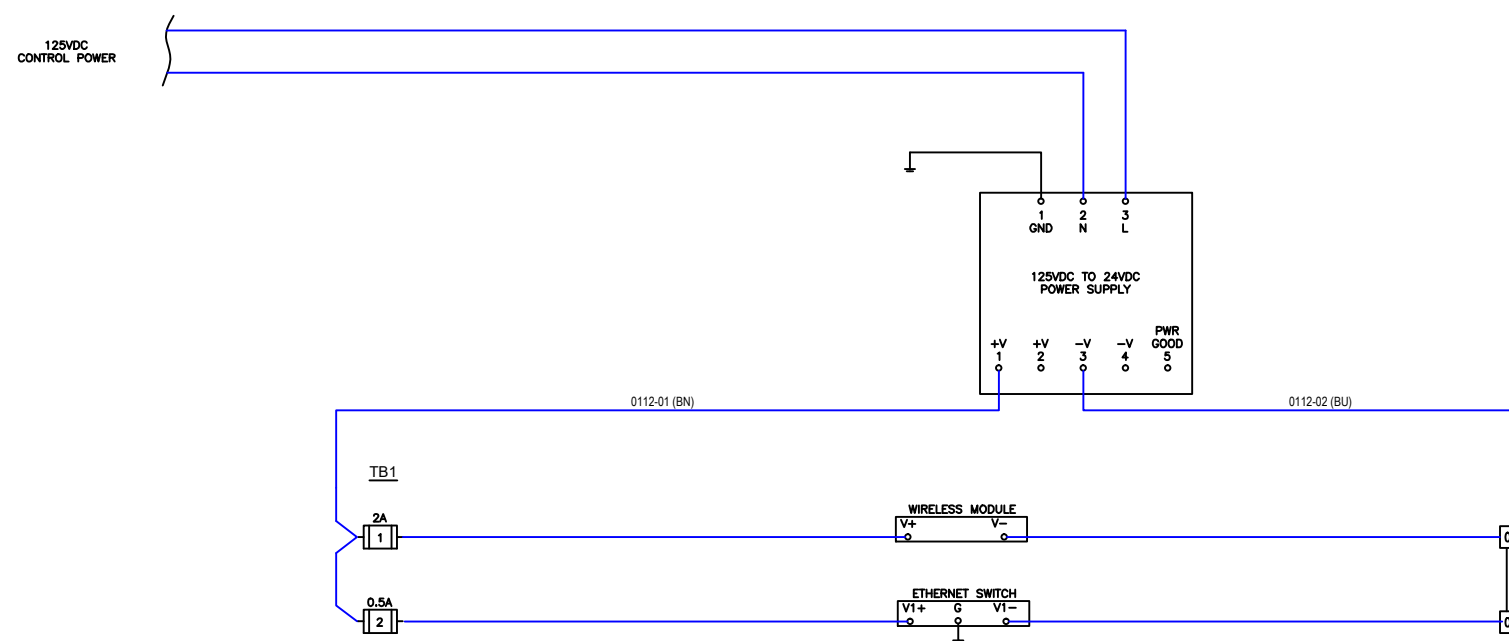 125VDC
CONTROL POWER
1 2 3
GND N L
125VDC TO 24VDC
POWER SUPPLY
PWR
+V +V -V -V GOOD
1 2 3 4 5
0112-01 (BN)
0112-02 (BU)
TB1
WIRELESS MODULE
2A
V+ V-
1
ETHERNET SWITCH
0.5A
V1+ G V1-
2